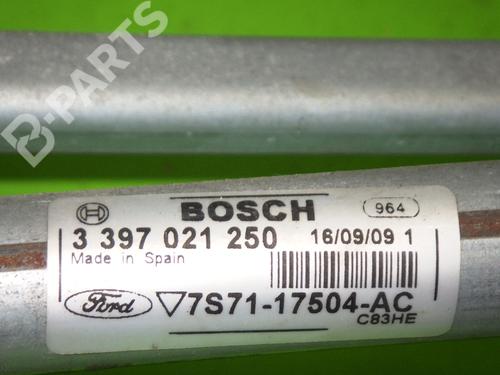 B-PARTS
BOSCH 964
3 397 021 250 16/09/09 1
Made in Spain
Ford 7S71-17504-AC
C83HE